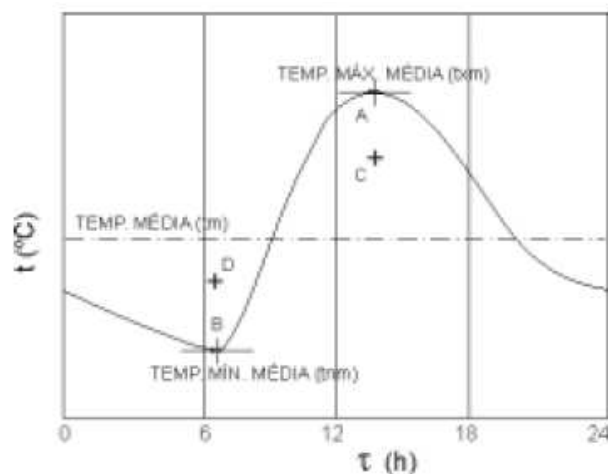 TEMP. MÁX. MÉDIA (txm)
A
C
TEMP. MÉDIA (tm)
D
B
TEMP. MÍN. MÉDIA (tnm)
t (ºC)
0 6 12 18 24
τ (h)